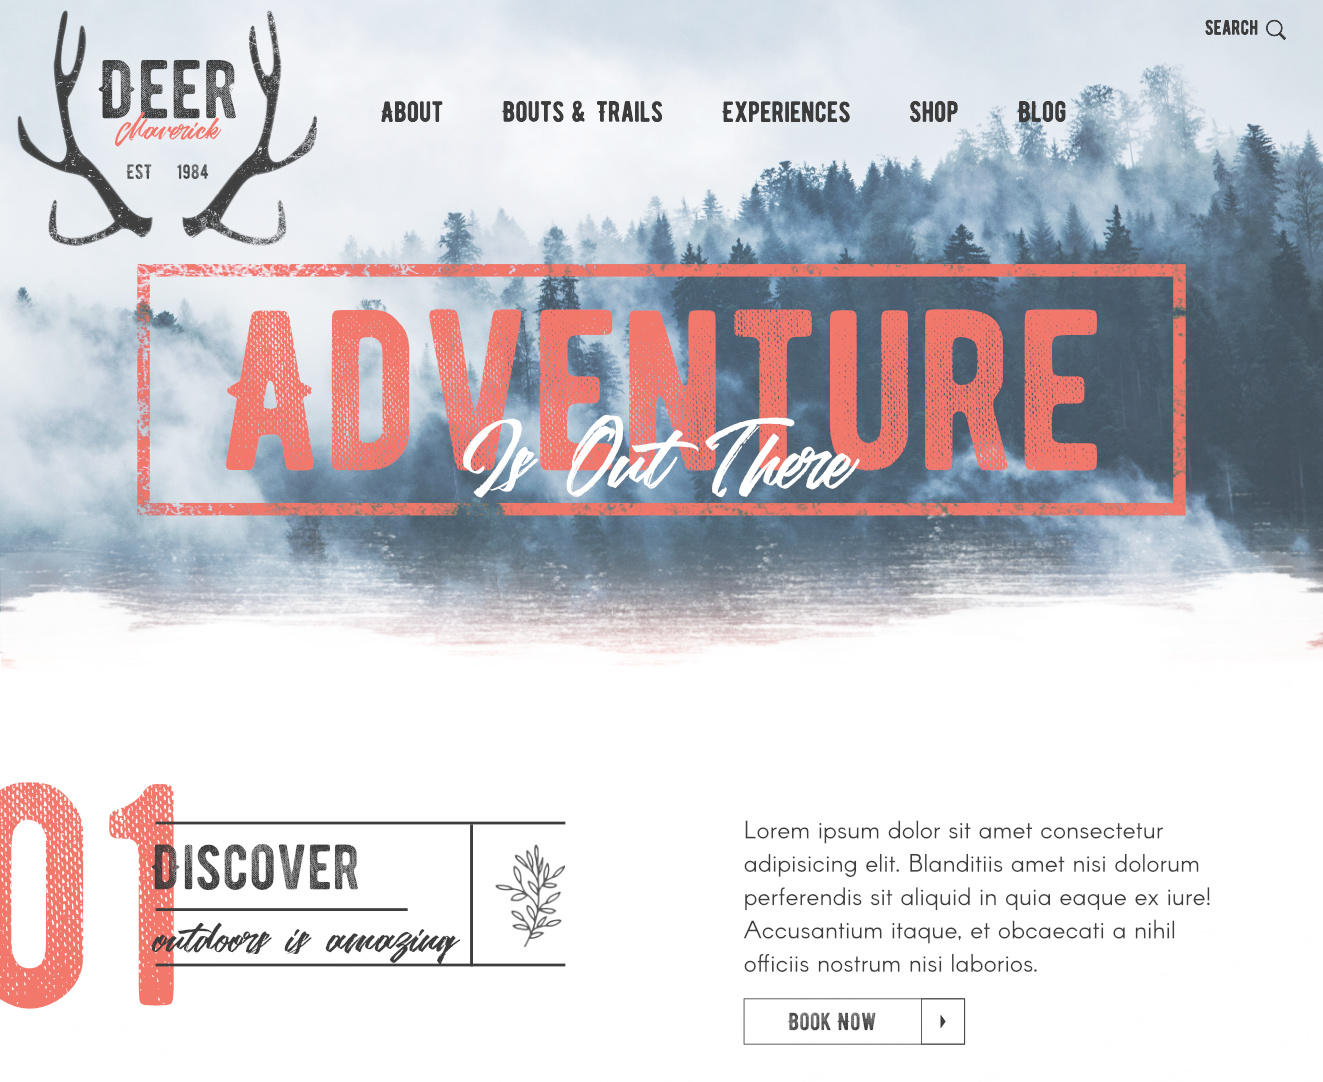 SEARCH
DEER
Maverick
EST 1984
ABOUT
BOUTS & TRAILS
EXPERIENCES
SHOP
BLOG
ADVENTURE
Is Out There
01
DISCOVER
outdoors is amazing
Lorem ipsum dolor sit amet consectetur
adipisicing elit. Blanditiis amet nisi dolorum
perferendis sit aliquid in quia eaque ex iure!
Accusantium itaque, et obcaecati a nihil
officiis nostrum nisi laborios.
BOOK NOW